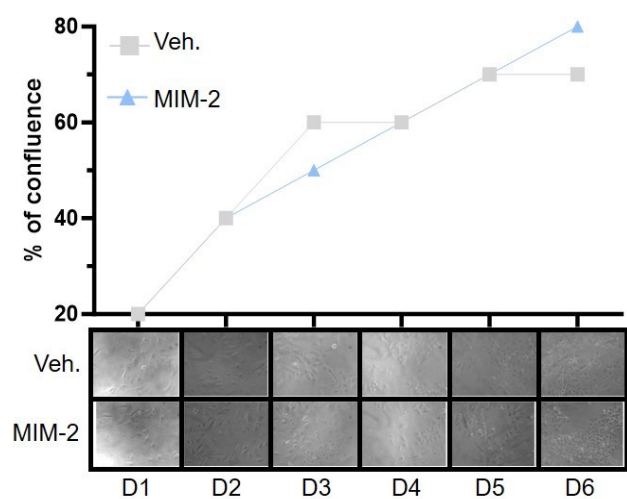 80
Veh.
MIM-2
60
40
20
% of confluence
Veh.
MIM-2
D1 D2 D3 D4 D5 D6